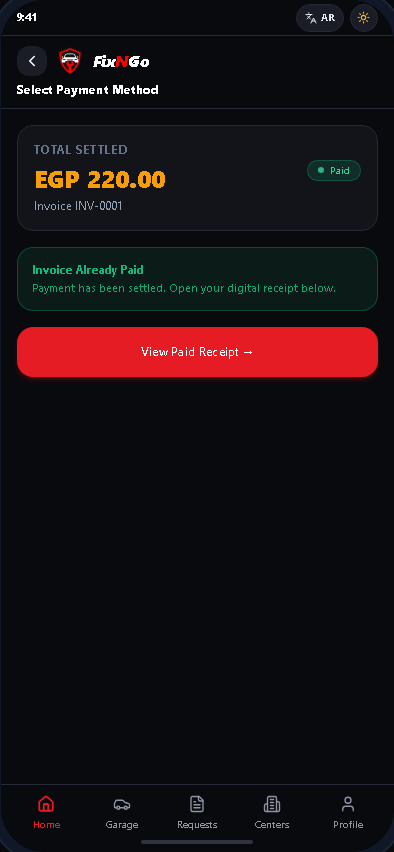 9:41
AR
FixNGo
Select Payment Method
TOTAL SETTLED
EGP 220.00
Paid
Invoice INV-0001
Invoice Already Paid
Payment has been settled. Open your digital receipt below.
View Paid Receipt →
Home
Garage
Requests
Centers
Profile